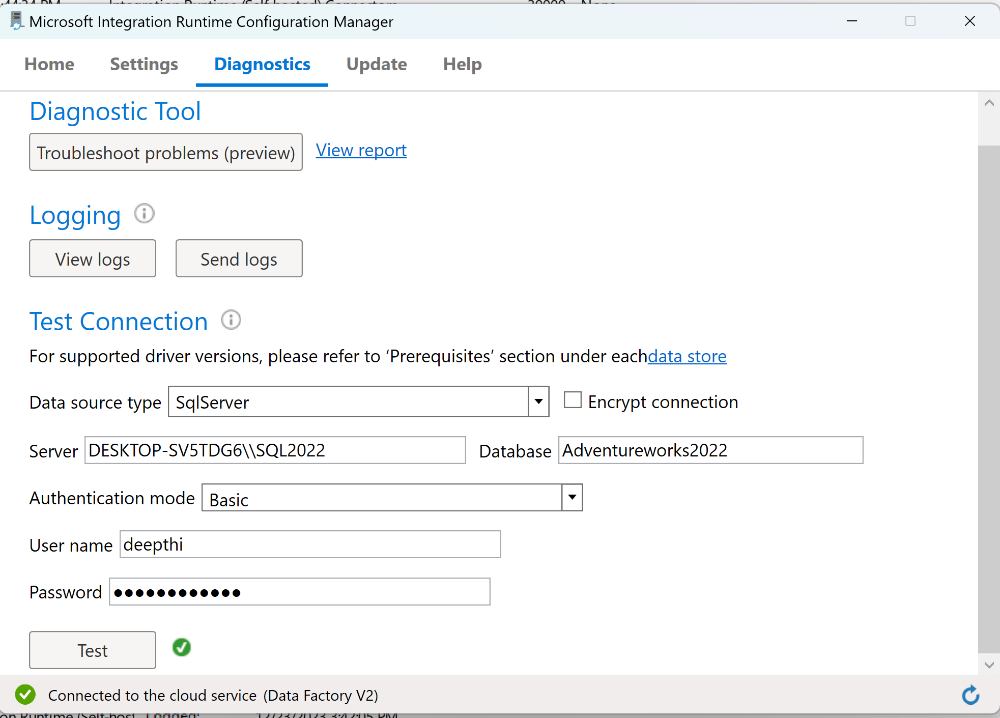 Microsoft Integration Runtime Configuration Manager
Home Settings Diagnostics Update Help
Diagnostic Tool
Troubleshoot problems (preview) View report
Logging
View logs Send logs
Test Connection
For supported driver versions, please refer to ‘Prerequisites’ section under eachdata store
Data source type SqlServer Encrypt connection
Server DESKTOP-SV5TDG6\\SQL2022 Database Adventureworks2022
Authentication mode Basic
User name deepthi
Password ●●●●●●●●●●●●
Test
Connected to the cloud service (Data Factory V2)